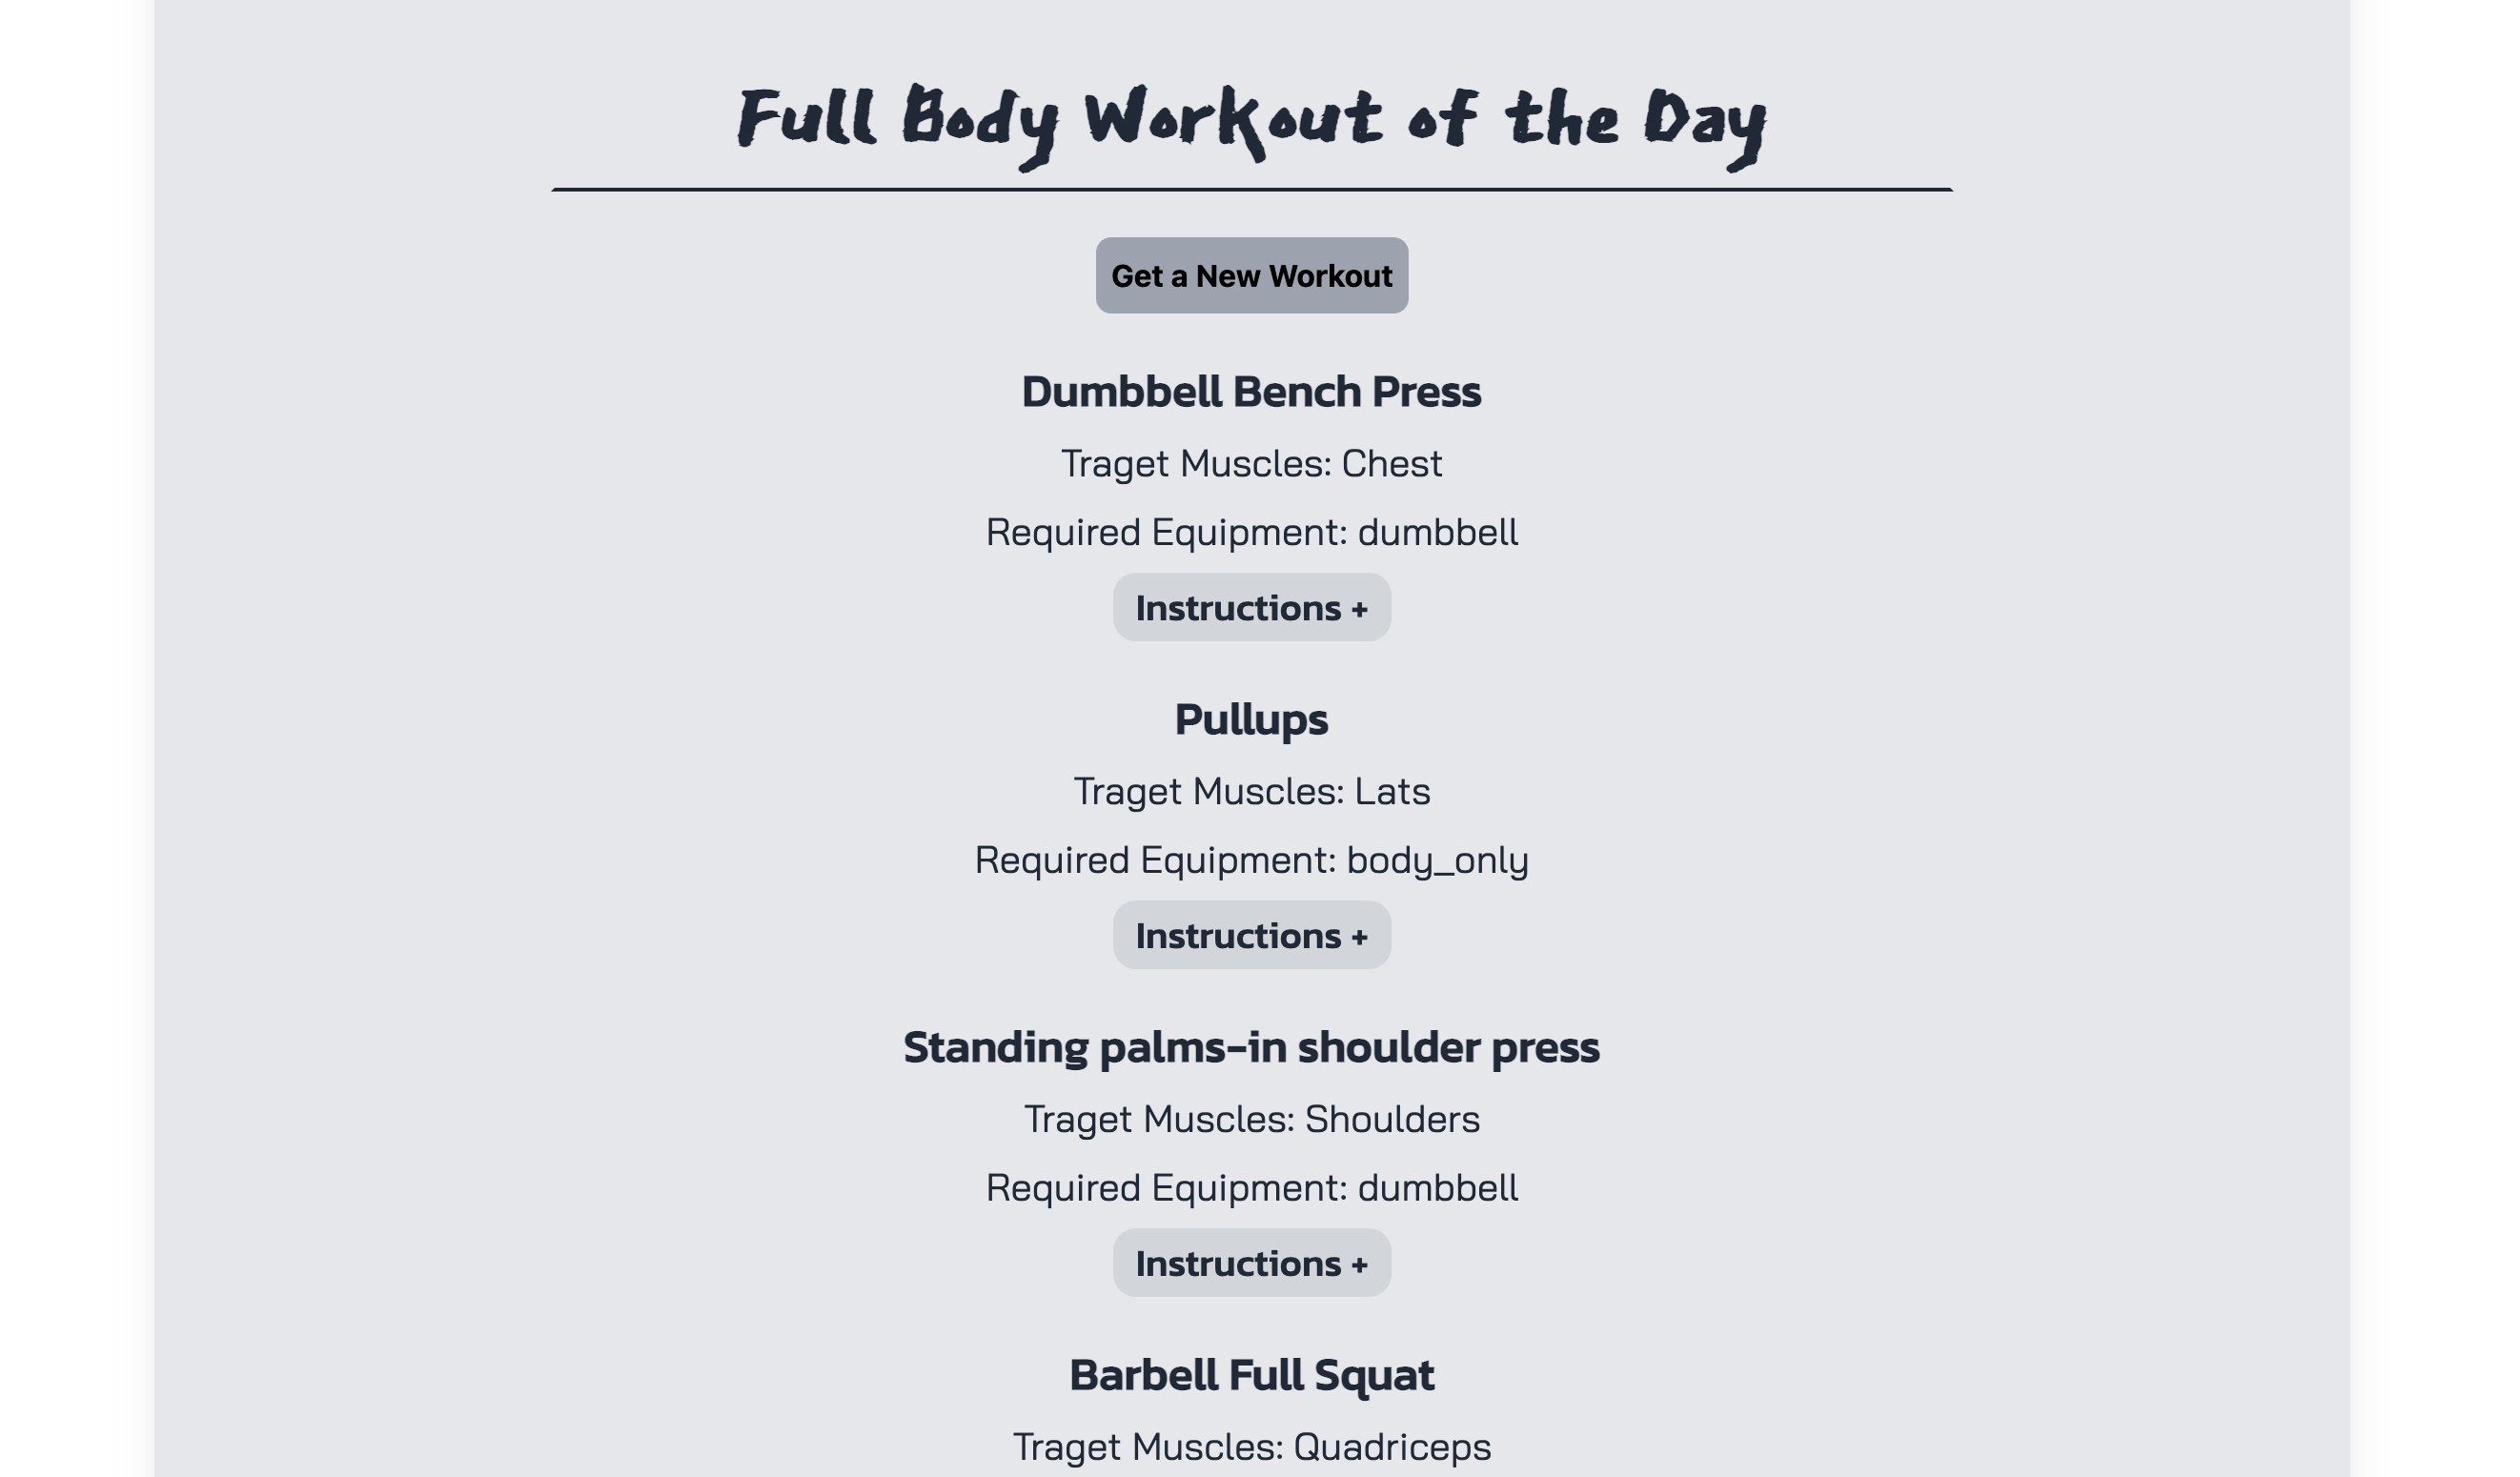 Full Body Workout of the Day
Get a New Workout
Dumbbell Bench Press
Traget Muscles: Chest
Required Equipment: dumbbell
Instructions +
Pullups
Traget Muscles: Lats
Required Equipment: body_only
Instructions +
Standing palms-in shoulder press
Traget Muscles: Shoulders
Required Equipment: dumbbell
Instructions +
Barbell Full Squat
Traget Muscles: Quadriceps